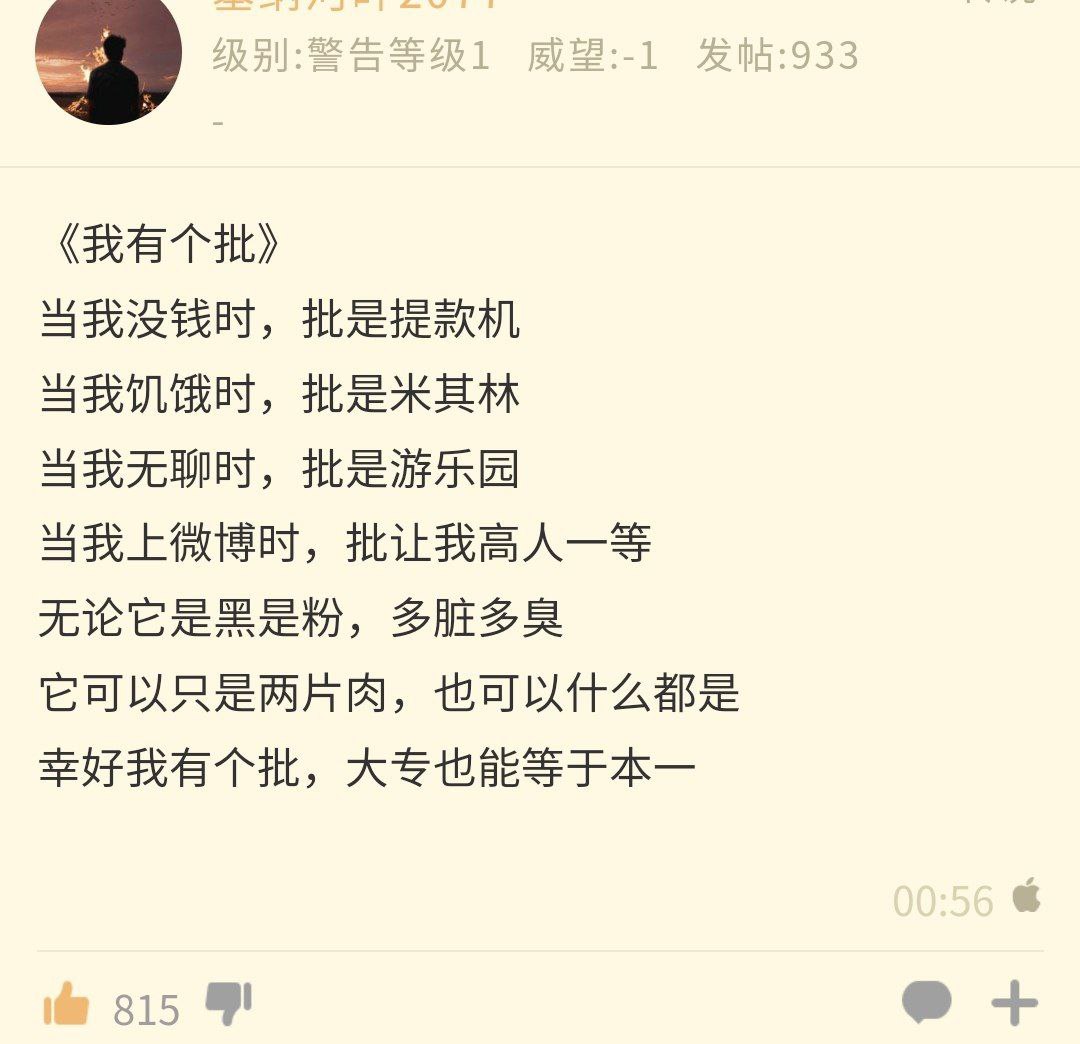 级别:警告等级1 威望:-1 发帖:933
-
《我有个批》
当我没钱时，批是提款机
当我饥饿时，批是米其林
当我无聊时，批是游乐园
当我上微博时，批让我高人一等
无论它是黑是粉，多脏多臭
它可以只是两片肉，也可以什么都是
幸好我有个批，大专也能等于本一
00:56
815